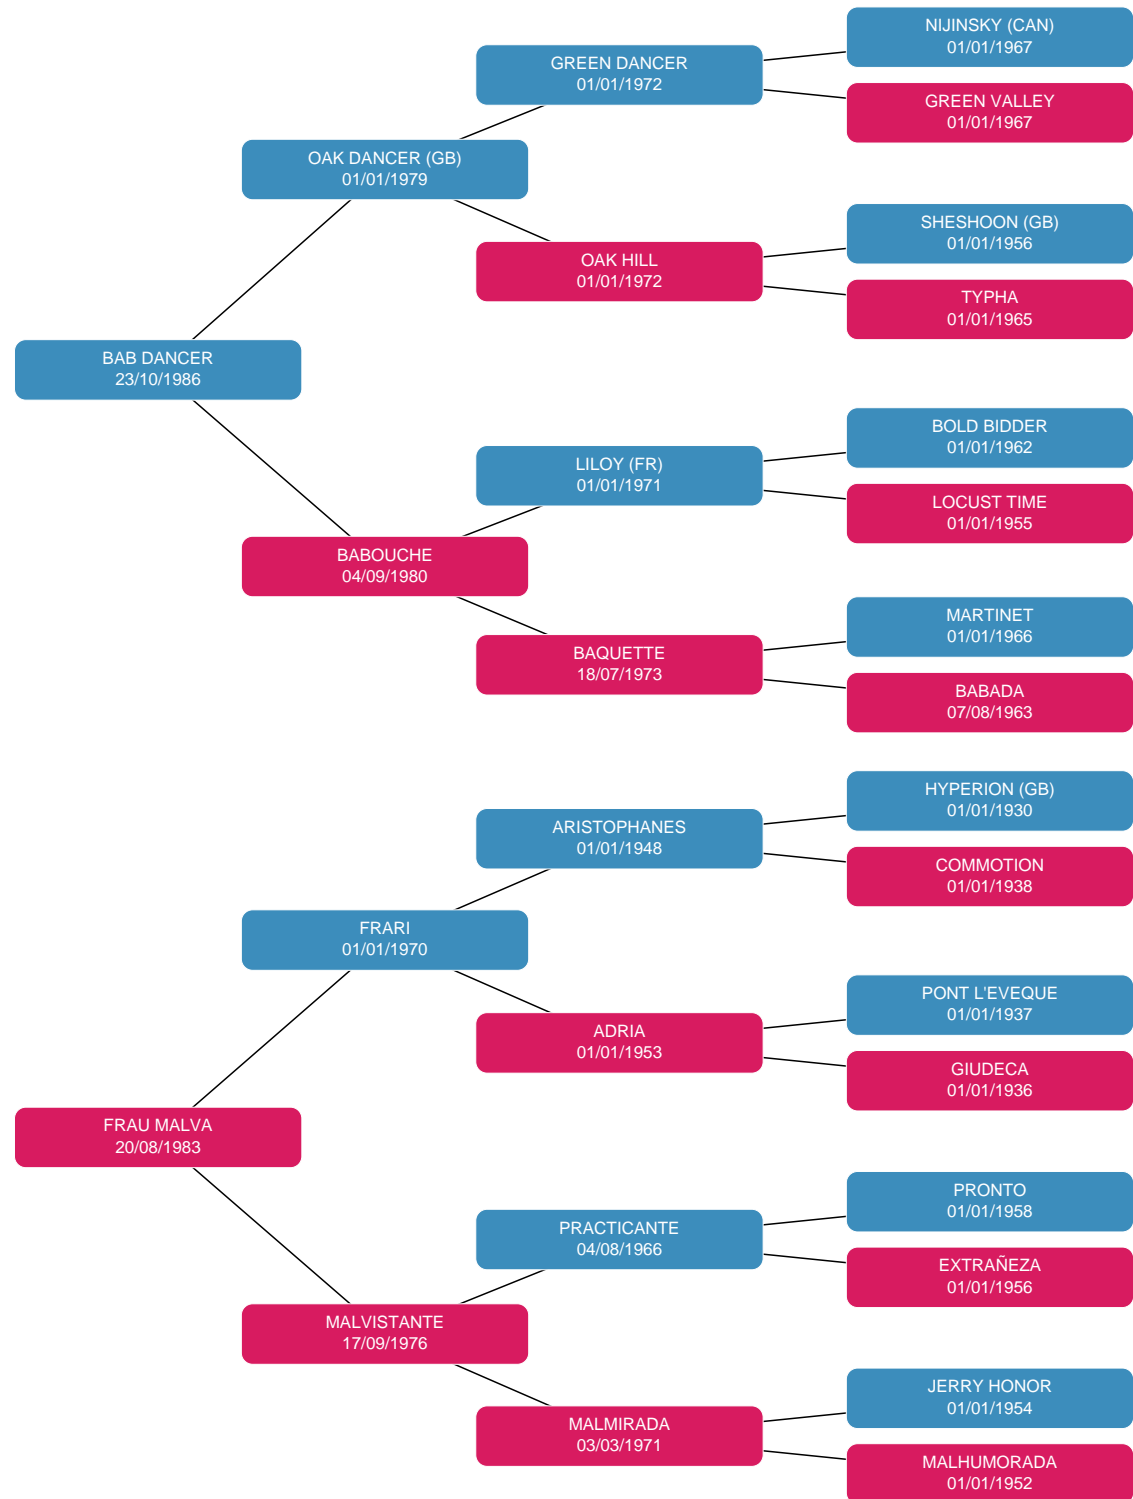 NIJINSKY (CAN)
01/01/1967
GREEN DANCER
01/01/1972
GREEN VALLEY
01/01/1967
OAK DANCER (GB)
01/01/1979
SHESHOON (GB)
01/01/1956
OAK HILL
01/01/1972
TYPHA
01/01/1965
BAB DANCER
23/10/1986
BOLD BIDDER
01/01/1962
LILOY (FR)
01/01/1971
LOCUST TIME
01/01/1955
BABOUCHE
04/09/1980
MARTINET
01/01/1966
BAQUETTE
18/07/1973
BABADA
07/08/1963
HYPERION (GB)
01/01/1930
ARISTOPHANES
01/01/1948
COMMOTION
01/01/1938
FRARI
01/01/1970
PONT L'EVEQUE
01/01/1937
ADRIA
01/01/1953
GIUDECA
01/01/1936
FRAU MALVA
20/08/1983
PRONTO
01/01/1958
PRACTICANTE
04/08/1966
EXTRAÑEZA
01/01/1956
MALVISTANTE
17/09/1976
JERRY HONOR
01/01/1954
MALMIRADA
03/03/1971
MALHUMORADA
01/01/1952